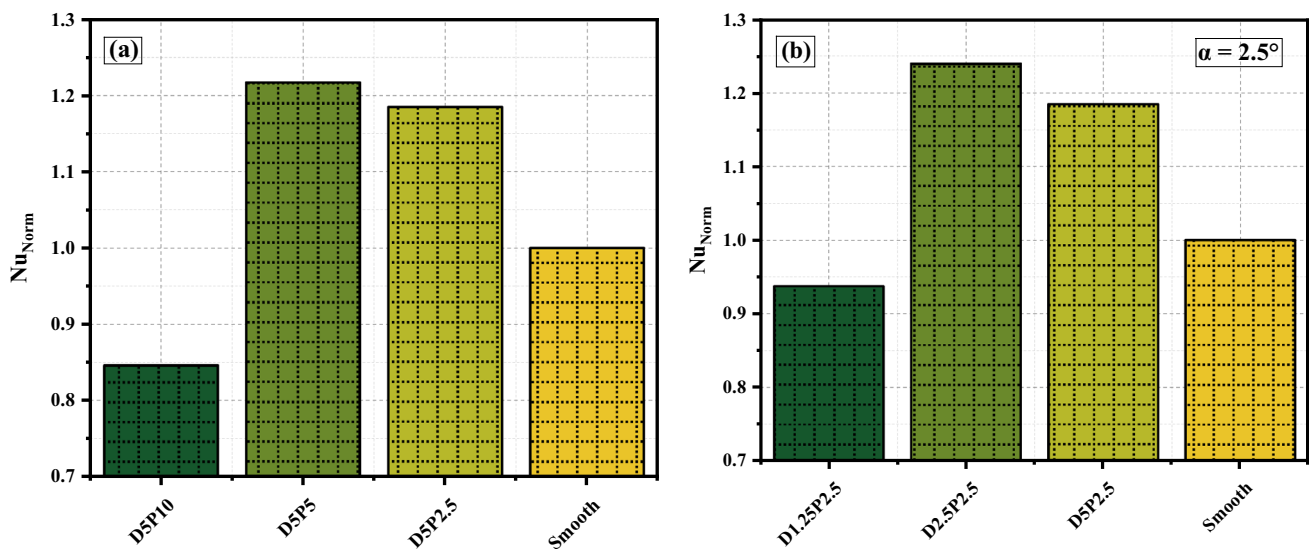 (a)
1.3
1.2
1.1
1.0
0.9
0.8
0.7
Nu_Norm
D5P10
D5P5
D5P2.5
Smooth
(b)
α = 2.5°
1.3
1.2
1.1
1.0
0.9
0.8
0.7
Nu_Norm
D1.25P2.5
D2.5P2.5
D5P2.5
Smooth